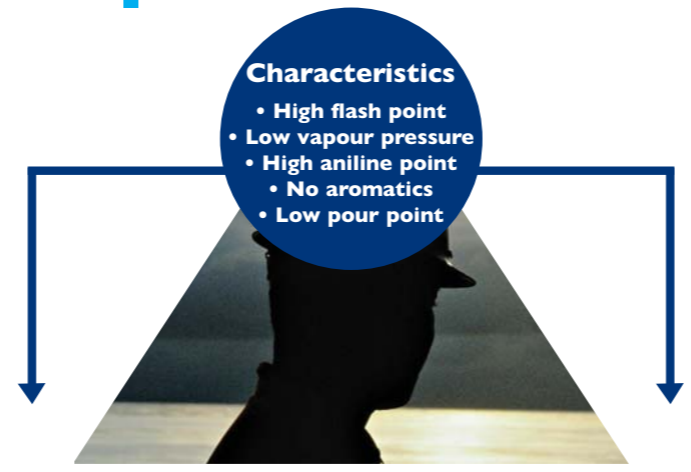 Characteristics
• High flash point
• Low vapour pressure
• High aniline point
• No aromatics
• Low pour point